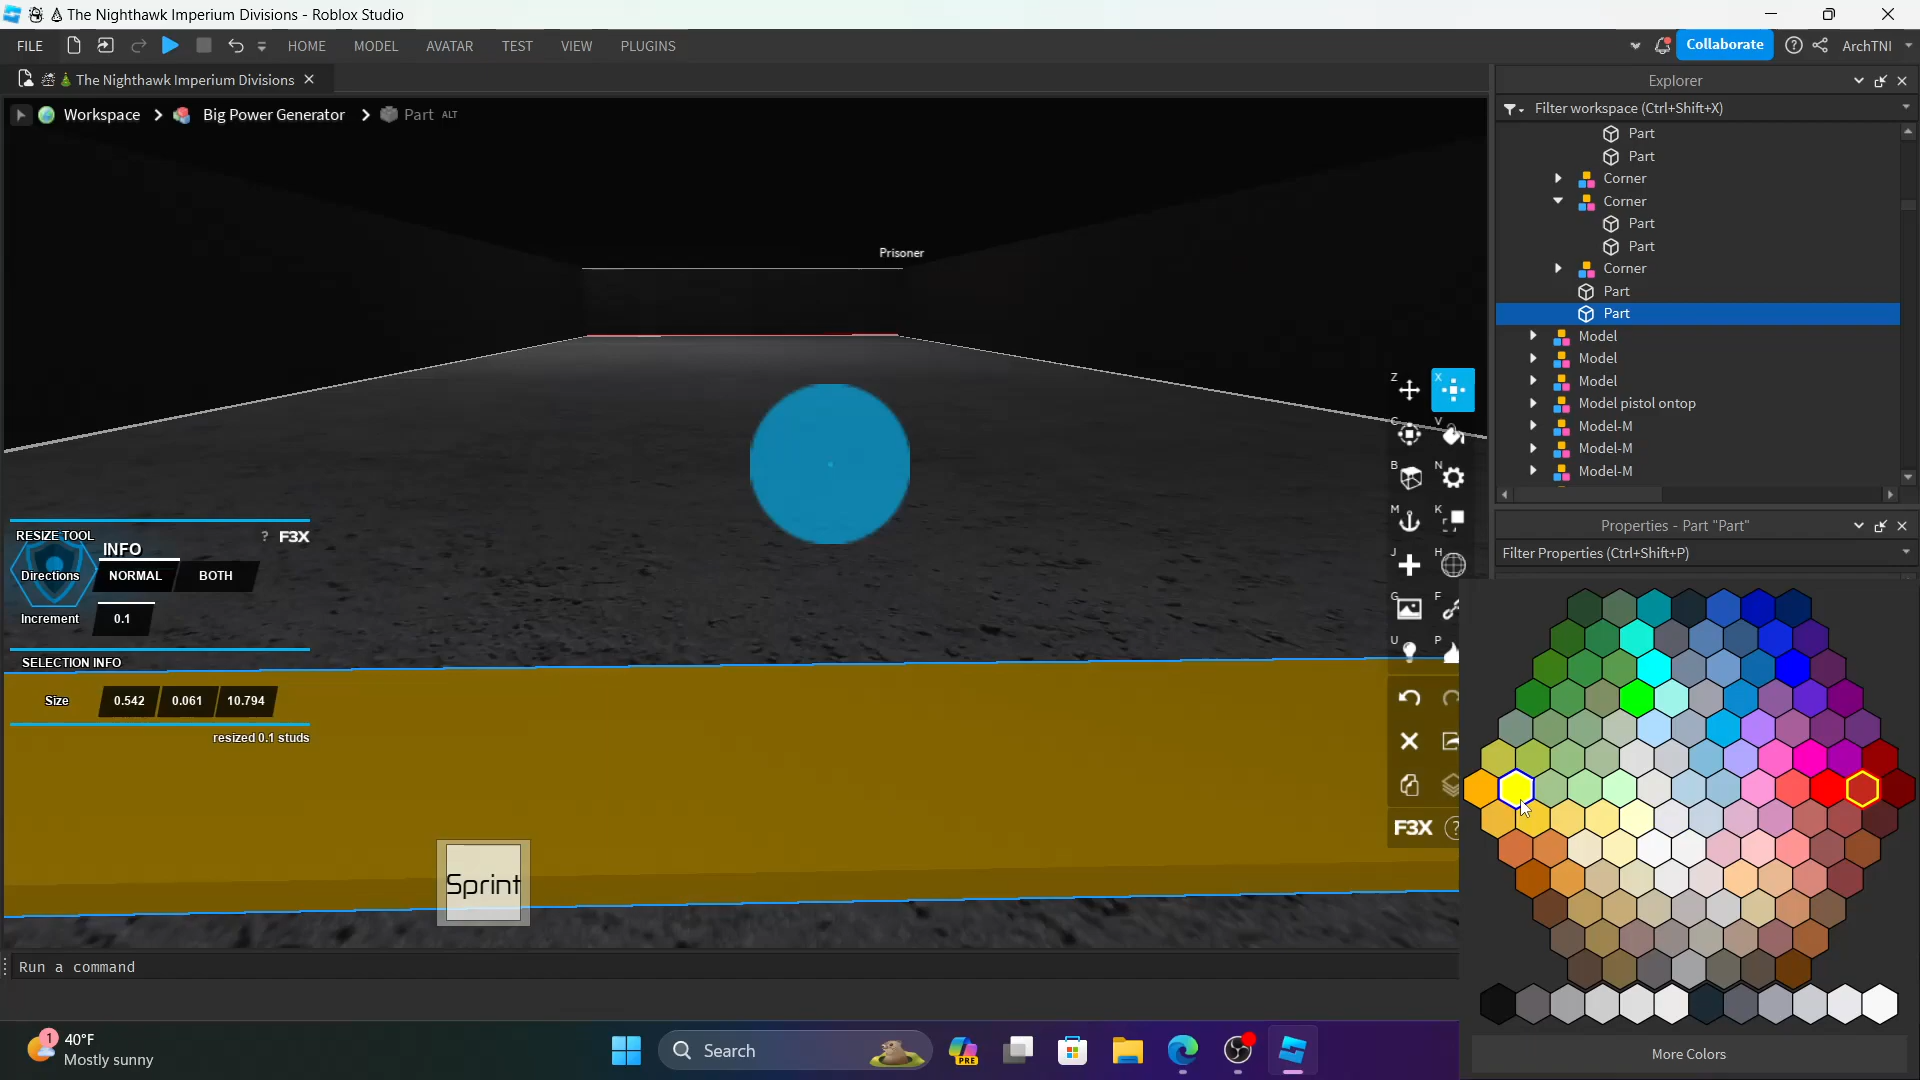 The Nighthawk Imperium Divisions - Roblox Studio
FILE
HOME
MODEL
AVATAR
TEST
VIEW
PLUGINS
Collaborate
ArchTNI
The Nighthawk Imperium Divisions
Workspace
Big Power Generator
Part
ALT
Prisoner
Explorer
Filter workspace (Ctrl+Shift+X)
Part
Part
Corner
Corner
Part
Part
Corner
Part
Part
Model
Model
Model
Model pistol ontop
Model-M
Model-M
Model-M
Properties - Part "Part"
Filter Properties (Ctrl+Shift+P)
RESIZE TOOL
INFO
? F3X
Directions
NORMAL
BOTH
Increment
0.1
SELECTION INFO
Size
0.542
0.061
10.794
resized 0.1 studs
Z
X
C
V
B
N
M
K
J
H
G
F
U
P
F3X
?
Sprint
Run a command
More Colors
1
40°F
Mostly sunny
Search
PRE